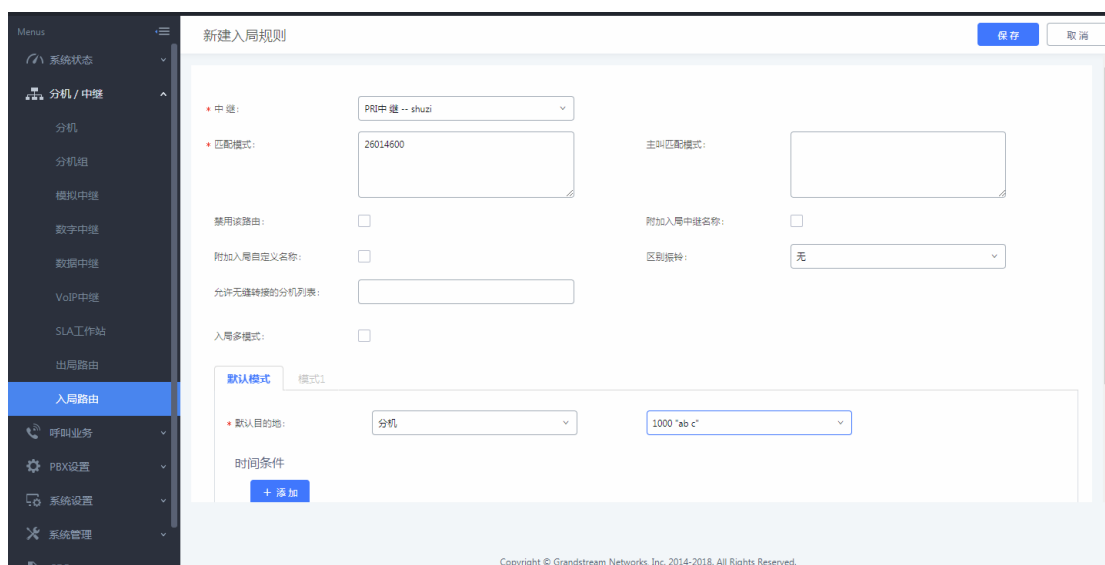 Menus
新建入局规则
保存
取消
系统状态
分机 / 中继
分机
分机组
模拟中继
数字中继
数据中继
VoIP中继
SLA工作站
出局路由
入局路由
呼叫业务
PBX设置
系统设置
系统管理
* 中继:
PRI中继 -- shuzi
* 匹配模式:
26014600
主叫匹配模式:
禁用该路由:
附加入局中继名称:
附加入局自定义名称:
区别振铃:
无
允许无缝转接的分机列表:
入局多模式:
默认模式
模式1
* 默认目的地:
分机
1000 "ab c"
时间条件
+ 添加
Copyright © Grandstream Networks, Inc. 2014-2018. All Rights Reserved.